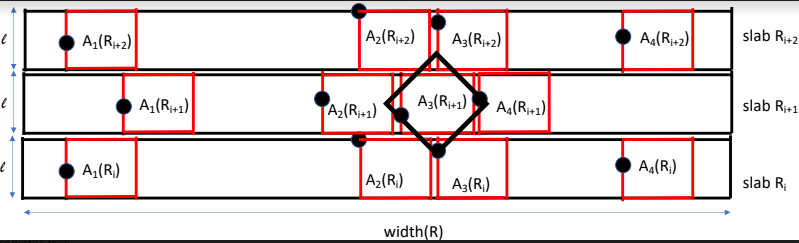 ℓ A₁(Rᵢ₊₂) A₂(Rᵢ₊₂) A₃(Rᵢ₊₂) A₄(Rᵢ₊₂) slab Rᵢ₊₂
ℓ A₁(Rᵢ₊₁) A₂(Rᵢ₊₁) A₃(Rᵢ₊₁) A₄(Rᵢ₊₁) slab Rᵢ₊₁
ℓ A₁(Rᵢ) A₂(Rᵢ) A₃(Rᵢ) A₄(Rᵢ) slab Rᵢ
width(R)